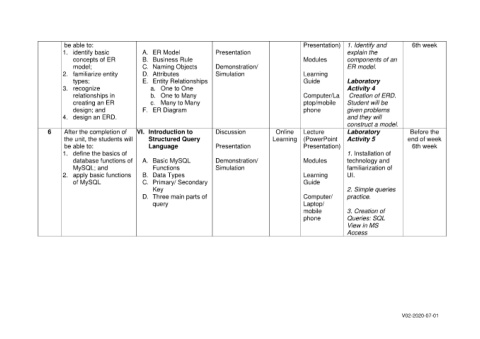 be able to:
1. identify basic
concepts of ER
model;
2. familiarize entity
types;
3. recognize
relationships in
creating an ER
design; and
4. design an ERD.
A. ER Model
B. Business Rule
C. Naming Objects
D. Attributes
E. Entity Relationships
a. One to One
b. One to Many
c. Many to Many
F. ER Diagram
Presentation
Demonstration/
Simulation
Presentation)
Modules
Learning
Guide
Computer/La
ptop/mobile
phone
1. Identify and
explain the
components of an
ER model.
Laboratory
Activity 4
Creation of ERD.
Student will be
given problems
and they will
construct a model.
6th week
6
After the completion of
the unit, the students will
be able to:
1. define the basics of
database functions of
MySQL; and
2. apply basic functions
of MySQL
VI. Introduction to
Structured Query
Language
A. Basic MySQL
Functions
B. Data Types
C. Primary/ Secondary
Key
D. Three main parts of
query
Discussion
Presentation
Demonstration/
Simulation
Online
Learning
Lecture
(PowerPoint
Presentation)
Modules
Learning
Guide
Computer/
Laptop/
mobile
phone
Laboratory
Activity 5
1. Installation of
technology and
familiarization of
UI.
2. Simple queries
practice.
3. Creation of
Queries: SQL
View in MS
Access
Before the
end of week
6th week
V02-2020-07-01